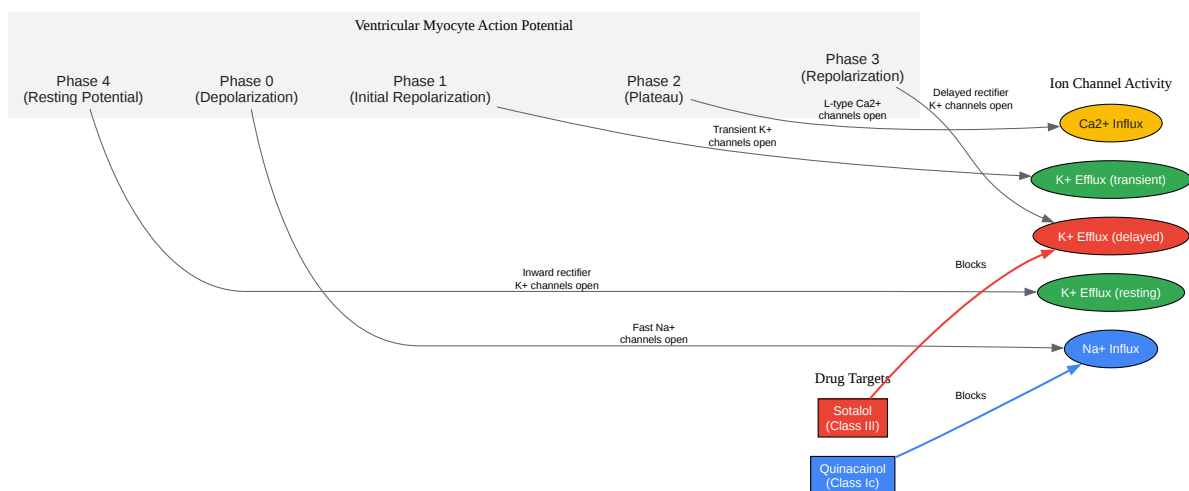 Ventricular Myocyte Action Potential
Phase 4
(Resting Potential)
Phase 0
(Depolarization)
Phase 1
(Initial Repolarization)
Phase 2
(Plateau)
Phase 3
(Repolarization)
Ion Channel Activity
L-type Ca2+
channels open
Delayed rectifier
K+ channels open
Ca2+ Influx
Transient K+
channels open
K+ Efflux (transient)
K+ Efflux (delayed)
Blocks
Inward rectifier
K+ channels open
K+ Efflux (resting)
Fast Na+
channels open
Na+ Influx
Drug Targets
Blocks
Sotalol
(Class III)
Quinacainol
(Class Ic)